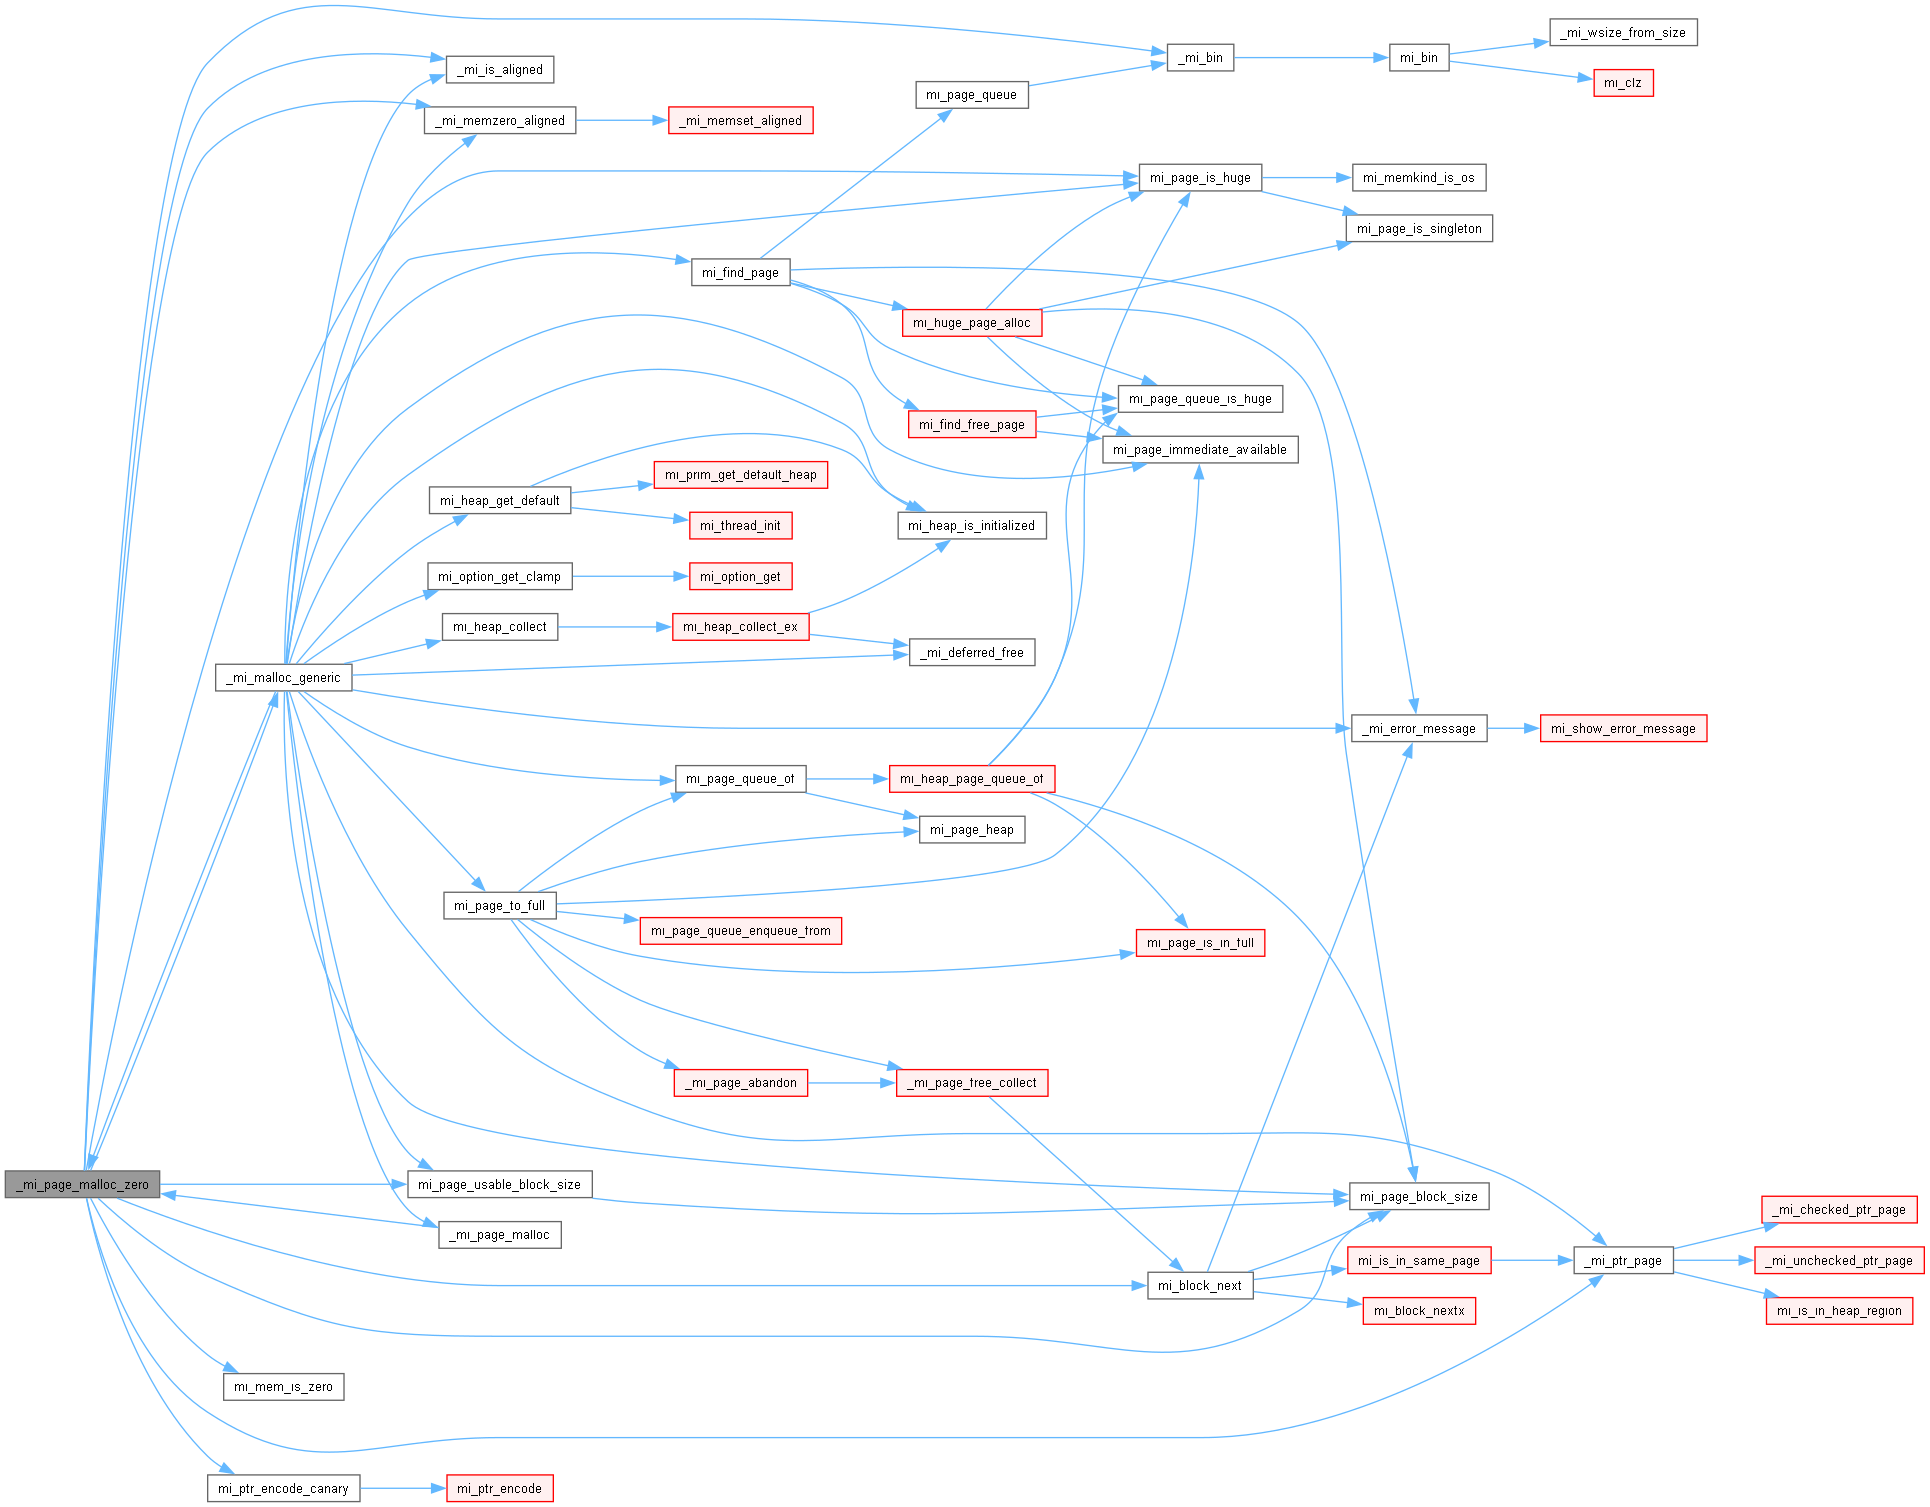 _mi_wsize_from_size
_mi_bin
mi_bin
_mi_is_aligned
mi_clz
mi_page_queue
_mi_memzero_aligned
_mi_memset_aligned
mi_page_is_huge
mi_memkind_is_os
mi_page_is_singleton
mi_find_page
mi_huge_page_alloc
mi_page_queue_is_huge
mi_find_free_page
mi_page_immediate_available
mi_prim_get_default_heap
mi_heap_get_default
mi_thread_init
mi_heap_is_initialized
mi_option_get_clamp
mi_option_get
mi_heap_collect
mi_heap_collect_ex
_mi_deferred_free
_mi_malloc_generic
_mi_error_message
mi_show_error_message
mi_page_queue_of
mi_heap_page_queue_of
mi_page_heap
mi_page_to_full
mi_page_queue_enqueue_from
mi_page_is_in_full
_mi_page_abandon
_mi_page_free_collect
_mi_page_malloc_zero
mi_page_usable_block_size
mi_page_block_size
_mi_checked_ptr_page
_mi_page_malloc
mi_is_in_same_page
_mi_ptr_page
_mi_unchecked_ptr_page
mi_block_next
mi_block_nextx
mi_is_in_heap_region
mi_mem_is_zero
mi_ptr_encode_canary
mi_ptr_encode